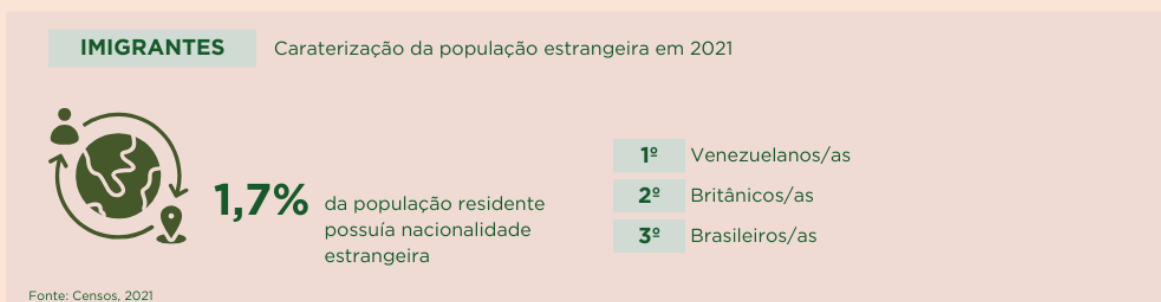 IMIGRANTES
Caraterização da população estrangeira em 2021
1,7%
da população residente
possuía nacionalidade
estrangeira
1º Venezuelanos/as
2º Britânicos/as
3º Brasileiros/as
Fonte: Censos, 2021